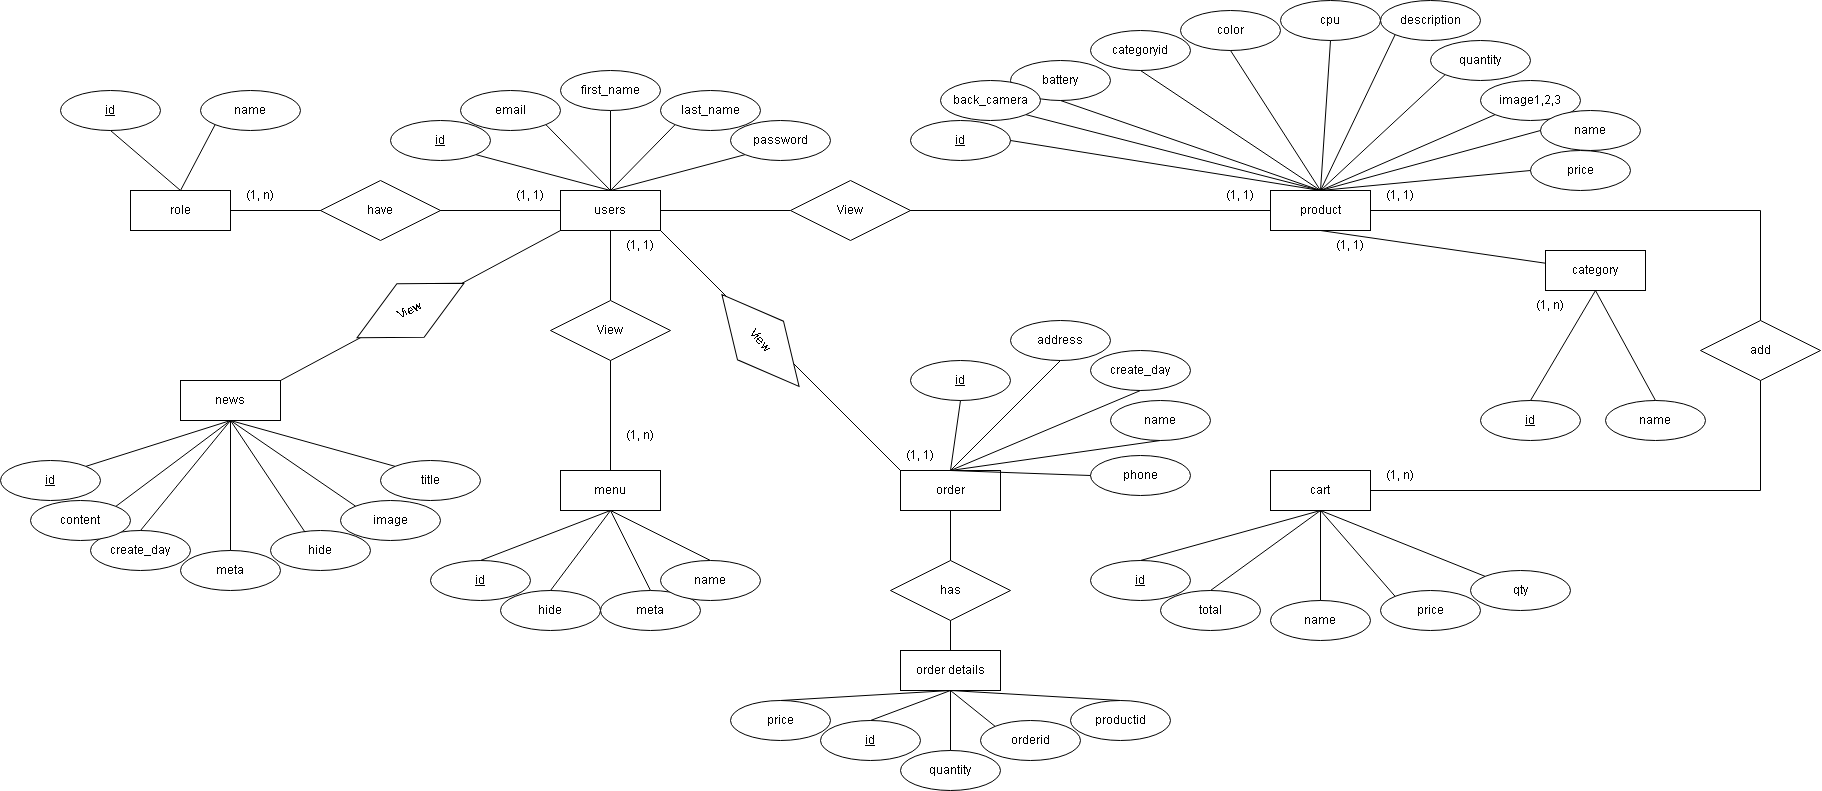 cpu
description
color
categoryid
quantity
battery
first_name
back_camera
image1,2,3
id
name
email
last_name
name
id
password
id
price
(1, n)
(1, 1)
(1, 1)
(1, 1)
role
have
users
View
product
(1, 1)
(1, 1)
category
View
(1, n)
View
View
address
add
create_day
id
news
name
id
name
(1, n)
(1, 1)
phone
(1, n)
id
title
menu
order
cart
content
image
create_day
hide
meta
id
name
has
id
qty
hide
meta
total
name
price
order details
price
id
quantity
orderid
productid